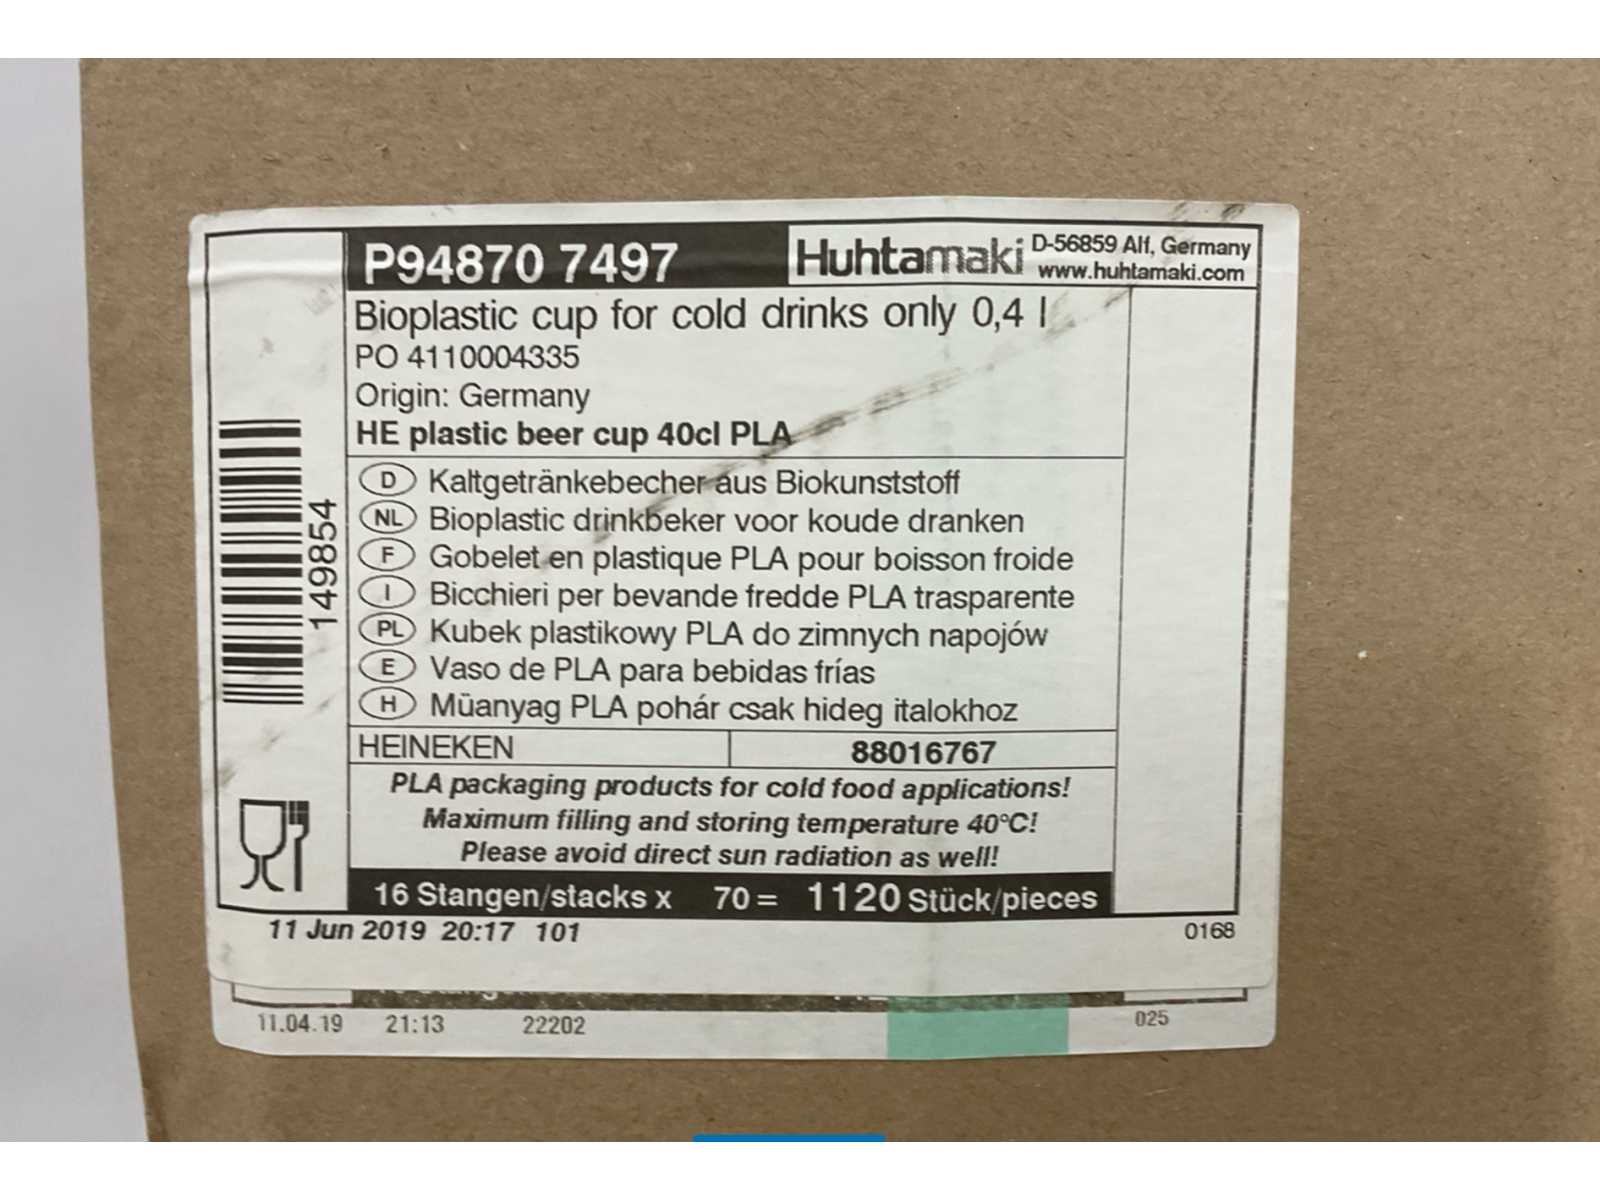 P94870 7497
Huhtamaki
D-56859 Alf, Germany
www.huhtamaki.com
Bioplastic cup for cold drinks only 0,4 l
PO 4110004335
Origin: Germany
HE plastic beer cup 40cl PLA
149854
D Kaltgetränkebecher aus Biokunststoff
NL Bioplastic drinkbeker voor koude dranken
F Gobelet en plastique PLA pour boisson froide
I Bicchieri per bevande fredde PLA trasparente
PL Kubek plastikowy PLA do zimnych napojów
E Vaso de PLA para bebidas frías
H Müanyag PLA pohár csak hideg italokhoz
HEINEKEN 88016767
PLA packaging products for cold food applications!
Maximum filling and storing temperature 40°C!
Please avoid direct sun radiation as well!
16 Stangen/stacks x 70 = 1120 Stück/pieces
11 Jun 2019 20:17 101 0168
11.04.19 21:13 22202 025